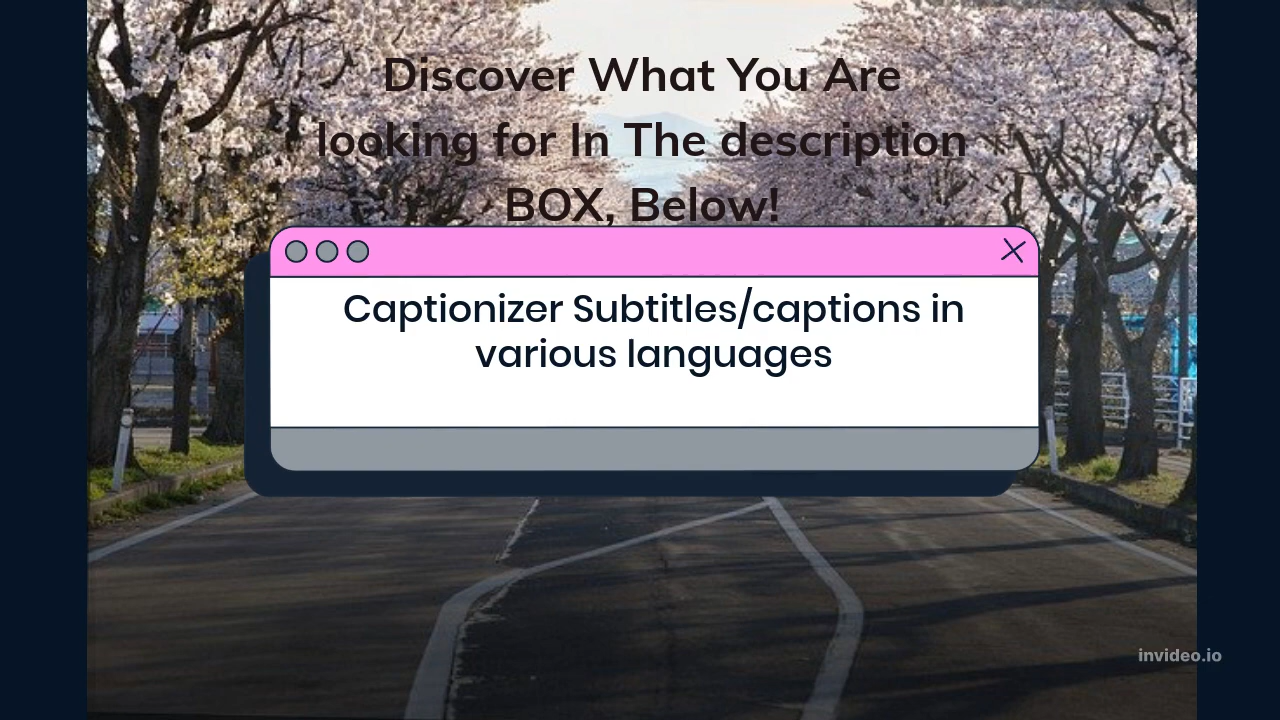 Discover What You Are
looking for In The description
BOX, Below!
Captionizer Subtitles/captions in
various languages
invideo.io